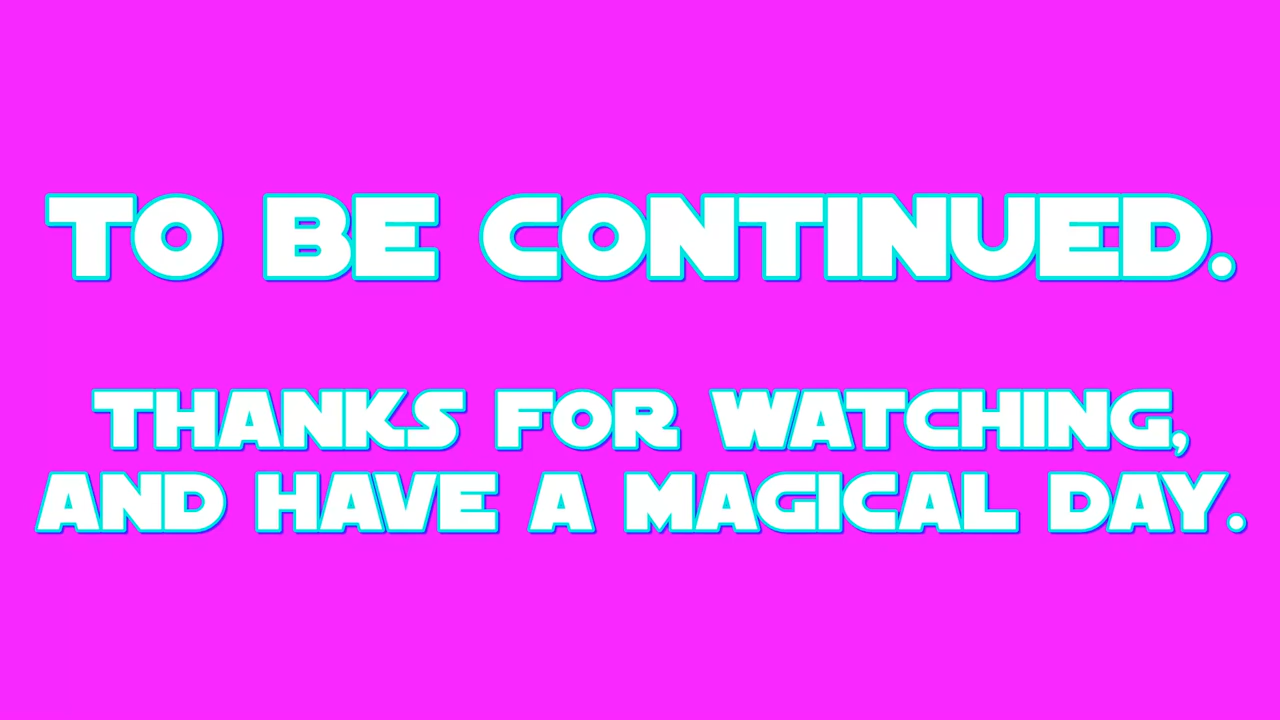 TO BE CONTINUED.
THANKS FOR WATCHING,
AND HAVE A MAGICAL DAY.